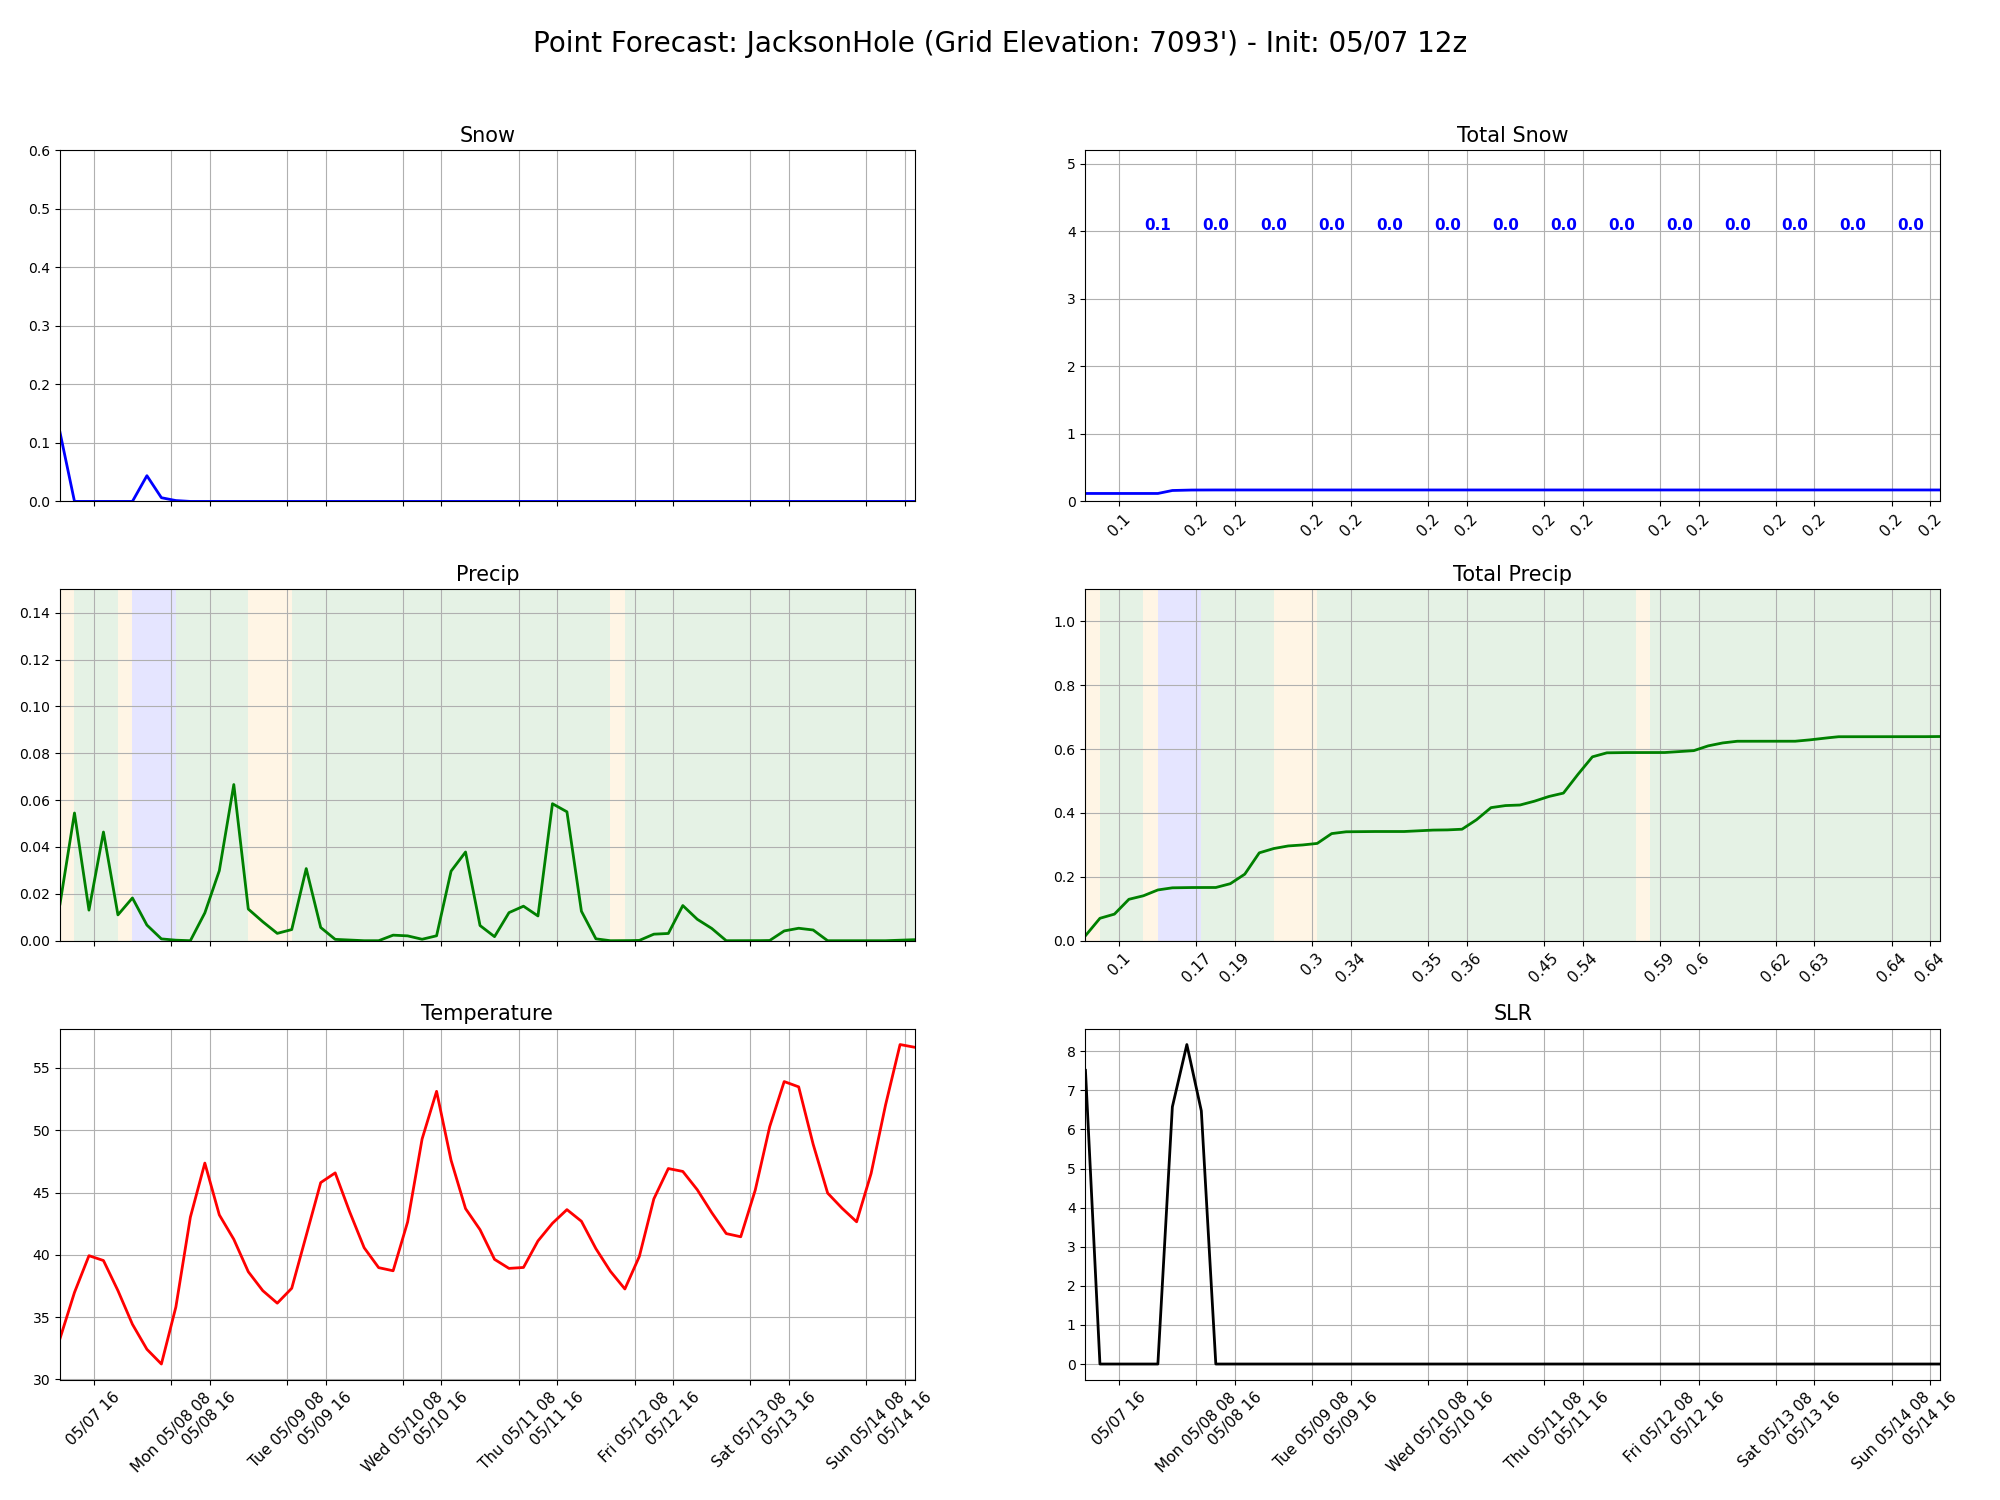 Point Forecast: JacksonHole (Grid Elevation: 7093') - Init: 05/07 12z
Snow
0.6
0.5
0.4
0.3
0.2
0.1
0.0
Total Snow
5
4
3
2
1
0
0.1 0.0 0.0 0.0 0.0 0.0 0.0 0.0 0.0 0.0 0.0 0.0 0.0 0.0
0.1 0.2 0.2 0.2 0.2 0.2 0.2 0.2 0.2 0.2 0.2 0.2 0.2 0.2 0.2
Precip
0.14
0.12
0.10
0.08
0.06
0.04
0.02
0.00
Total Precip
1.0
0.8
0.6
0.4
0.2
0.0
0.1 0.17 0.19 0.3 0.34 0.35 0.36 0.45 0.54 0.59 0.6 0.62 0.63 0.64 0.64
Temperature
55
50
45
40
35
30
05/07 16
Mon 05/08 08
05/08 16
Tue 05/09 08
05/09 16
Wed 05/10 08
05/10 16
Thu 05/11 08
05/11 16
Fri 05/12 08
05/12 16
Sat 05/13 08
05/13 16
Sun 05/14 08
05/14 16
SLR
8
7
6
5
4
3
2
1
0
05/07 16
Mon 05/08 08
05/08 16
Tue 05/09 08
05/09 16
Wed 05/10 08
05/10 16
Thu 05/11 08
05/11 16
Fri 05/12 08
05/12 16
Sat 05/13 08
05/13 16
Sun 05/14 08
05/14 16